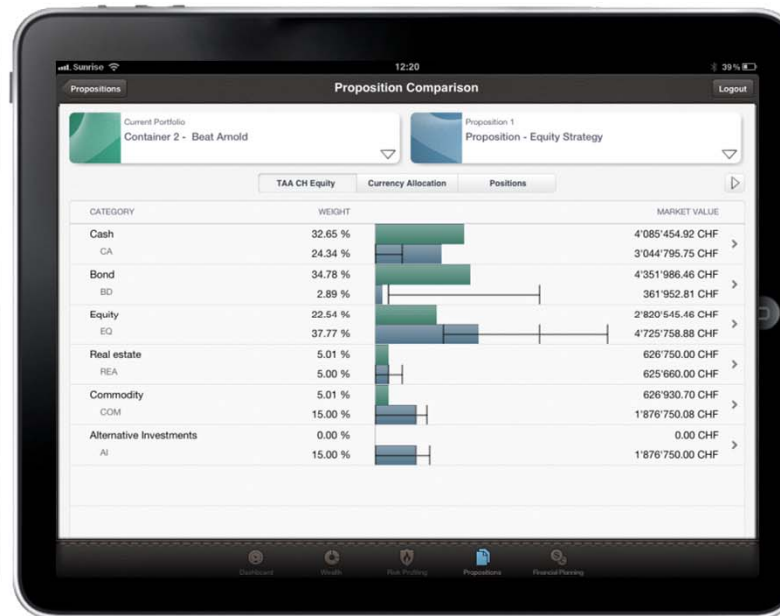 Sunrise 12:20 39 %
Propositions Proposition Comparison Logout
Current Portfolio Proposition 1
Container 2 - Beat Arnold Proposition - Equity Strategy
TAA CH Equity Currency Allocation Positions
CATEGORY WEIGHT MARKET VALUE
Cash 32.65 % 4'085'454.92 CHF
CA 24.34 % 3'044'795.75 CHF
Bond 34.78 % 4'351'986.46 CHF
BD 2.89 % 361'952.81 CHF
Equity 22.54 % 2'820'545.46 CHF
EQ 37.77 % 4'725'758.88 CHF
Real estate 5.01 % 626'750.00 CHF
REA 5.00 % 625'660.00 CHF
Commodity 5.01 % 626'930.70 CHF
COM 15.00 % 1'876'750.08 CHF
Alternative Investments 0.00 % 0.00 CHF
AI 15.00 % 1'876'750.00 CHF
Dashboard Wealth Risk Profiling Propositions Financial Planning